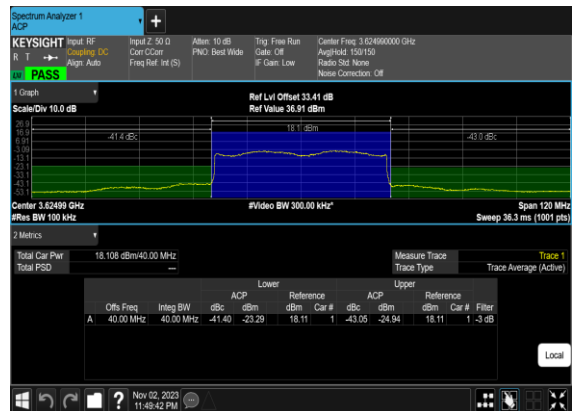 Spectrum Analyzer 1
ACP
KEYSIGHT Input: RF Input Z: 50 Ω Atten: 10 dB Trig: Free Run Center Freq: 3.624990000 GHz
R T Coupling: DC Corr CCorr PNO: Best Wide Gate: Off Avg|Hold: 150/150
Align: Auto Freq Ref: Int (S) IF Gain: Low Radio Std: None
LXI PASS Noise Correction: Off
1 Graph
Ref Lvl Offset 33.41 dB
Scale/Div 10.0 dB Ref Value 36.91 dBm
26.9
16.9 18.1 dBm
6.91 -41.4 dBc -43.0 dBc
-3.09
-13.1
-23.1
-33.1
-43.1
-53.1
Center 3.62499 GHz #Video BW 300.00 kHz* Span 120 MHz
#Res BW 100 kHz Sweep 36.3 ms (1001 pts)
2 Metrics
Total Car Pwr 18.108 dBm/40.00 MHz Measure Trace Trace 1
Total PSD --- Trace Type Trace Average (Active)
Lower Upper
ACP Reference ACP Reference
Offs Freq Integ BW dBc dBm dBm Car # dBc dBm dBm Car # Filter
A 40.00 MHz 40.00 MHz -41.40 -23.29 18.11 1 -43.05 -24.94 18.11 1 -3 dB
Local
? Nov 02, 2023
11:49:42 PM